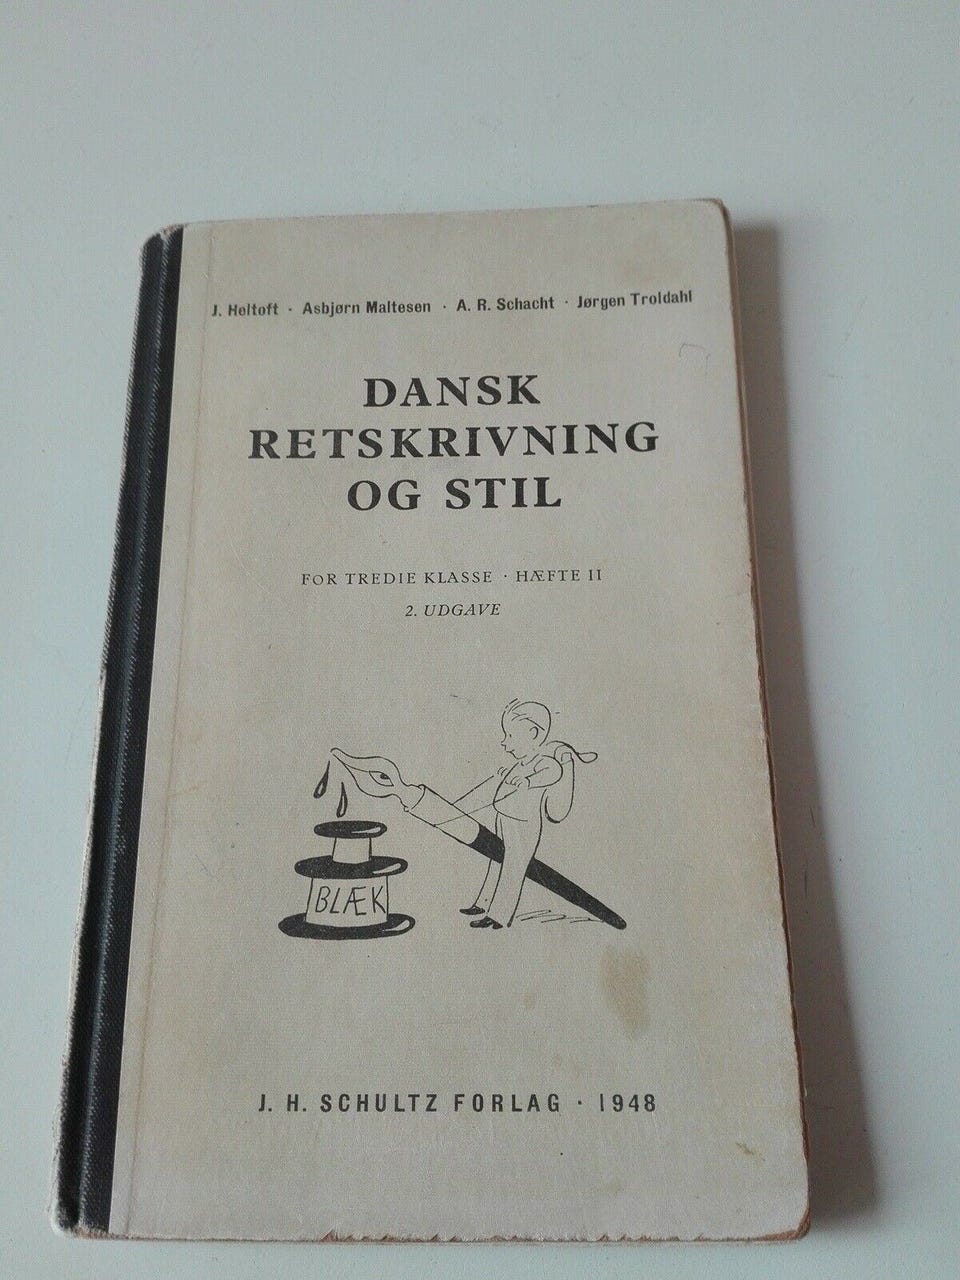 J. Heltoft · Asbjørn Maltesen · A. R. Schacht · Jørgen Troldahl
DANSK
RETSKRIVNING
OG STIL
FOR TREDIE KLASSE · HÆFTE II
2. UDGAVE
BLÆK
J. H. SCHULTZ FORLAG · 1948